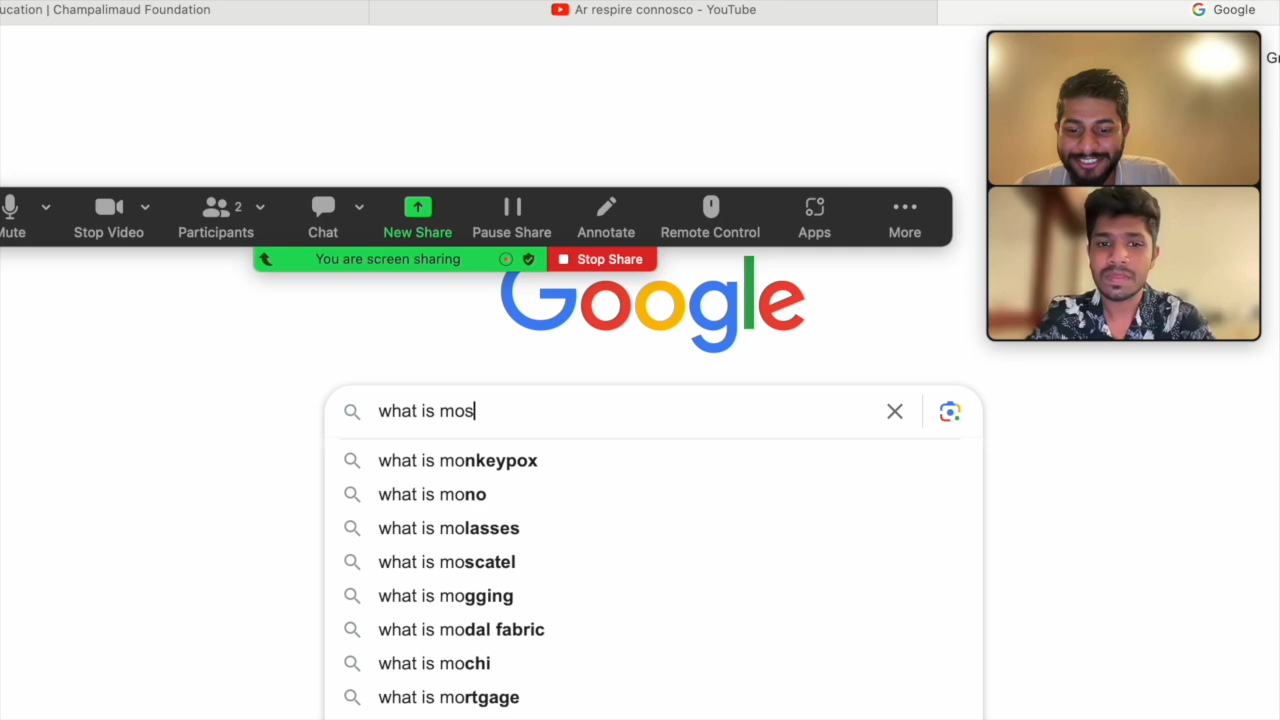 ucation | Champalimaud Foundation
Ar respire connosco - YouTube
Google
Gr
Mute
Stop Video
Participants 2
Chat
New Share
Pause Share
Annotate
Remote Control
Apps
More
You are screen sharing
Stop Share
Google
what is mos
what is monkeypox
what is mono
what is molasses
what is moscatel
what is mogging
what is modal fabric
what is mochi
what is mortgage